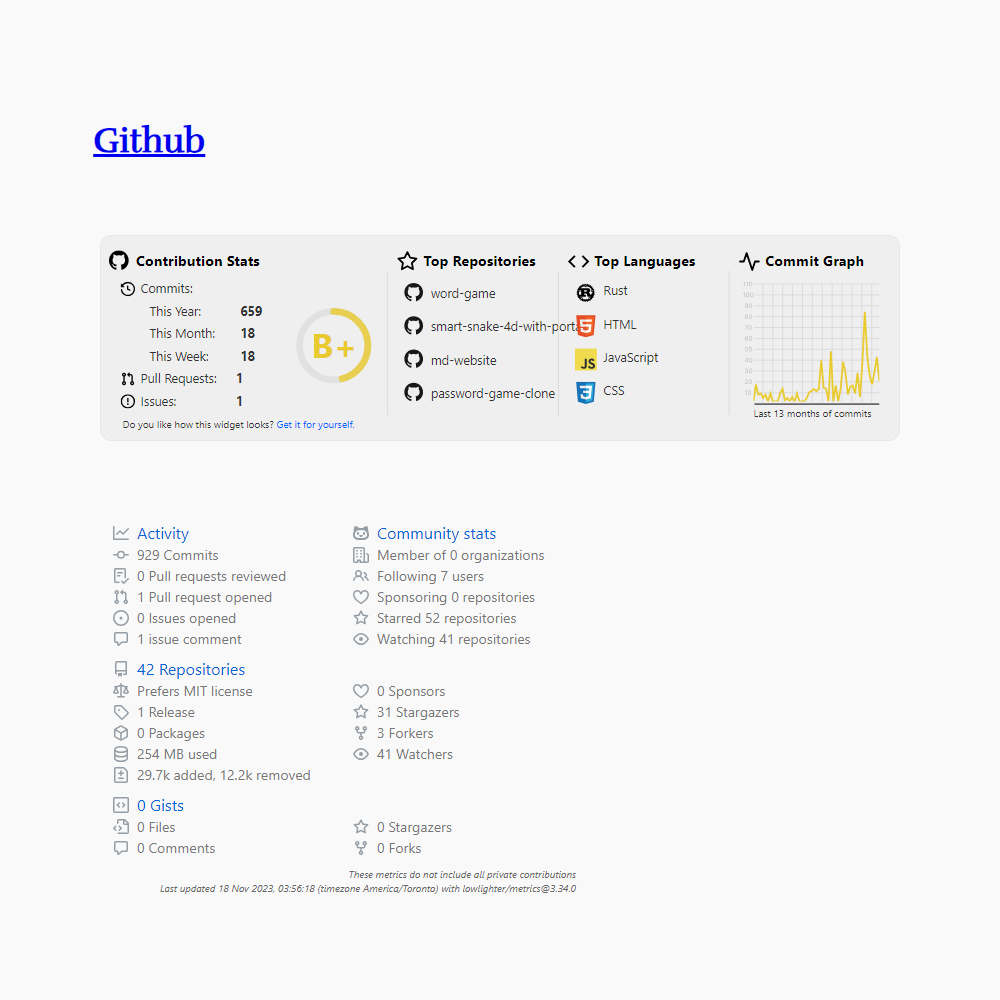 Github
Contribution Stats
Commits:
This Year: 659
This Month: 18
This Week: 18
Pull Requests: 1
Issues: 1
B+
Do you like how this widget looks? Get it for yourself.
Top Repositories
word-game
smart-snake-4d-with-porta
md-website
password-game-clone
Top Languages
Rust
HTML
JavaScript
CSS
Commit Graph
110
100
90
80
70
60
50
40
30
20
10
Last 13 months of commits
Activity
929 Commits
0 Pull requests reviewed
1 Pull request opened
0 Issues opened
1 issue comment
Community stats
Member of 0 organizations
Following 7 users
Sponsoring 0 repositories
Starred 52 repositories
Watching 41 repositories
42 Repositories
Prefers MIT license
1 Release
0 Packages
254 MB used
29.7k added, 12.2k removed
0 Sponsors
31 Stargazers
3 Forkers
41 Watchers
0 Gists
0 Files
0 Comments
0 Stargazers
0 Forks
These metrics do not include all private contributions
Last updated 18 Nov 2023, 03:56:18 (timezone America/Toronto) with lowlighter/metrics@3.34.0